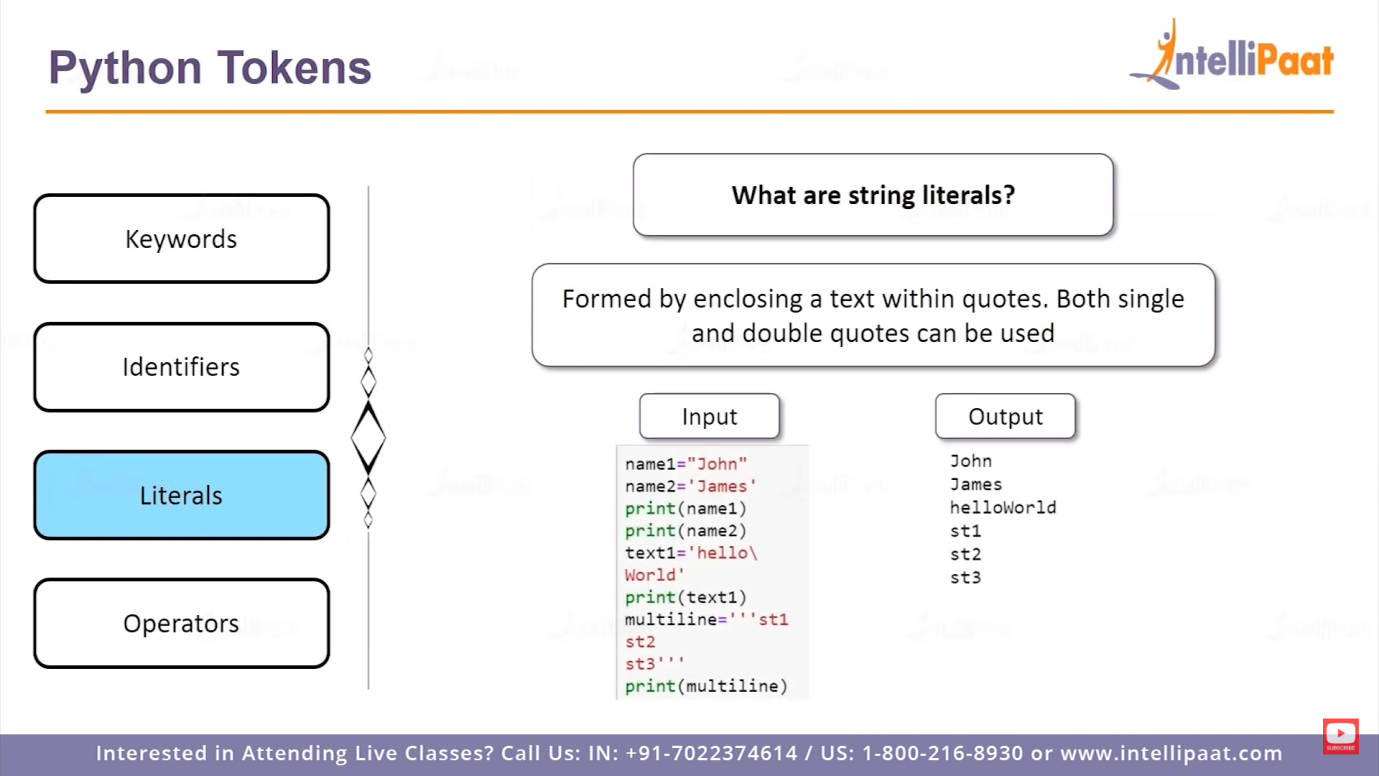 Python Tokens
IntelliPaat
Keywords
Identifiers
Literals
Operators
What are string literals?
Formed by enclosing a text within quotes. Both single
and double quotes can be used
Input
name1="John"
name2='James'
print(name1)
print(name2)
text1='hello\
World'
print(text1)
multiline='''st1
st2
st3'''
print(multiline)
Output
John
James
helloWorld
st1
st2
st3
SUBSCRIBE
Interested in Attending Live Classes? Call Us: IN: +91-7022374614 / US: 1-800-216-8930 or www.intellipaat.com